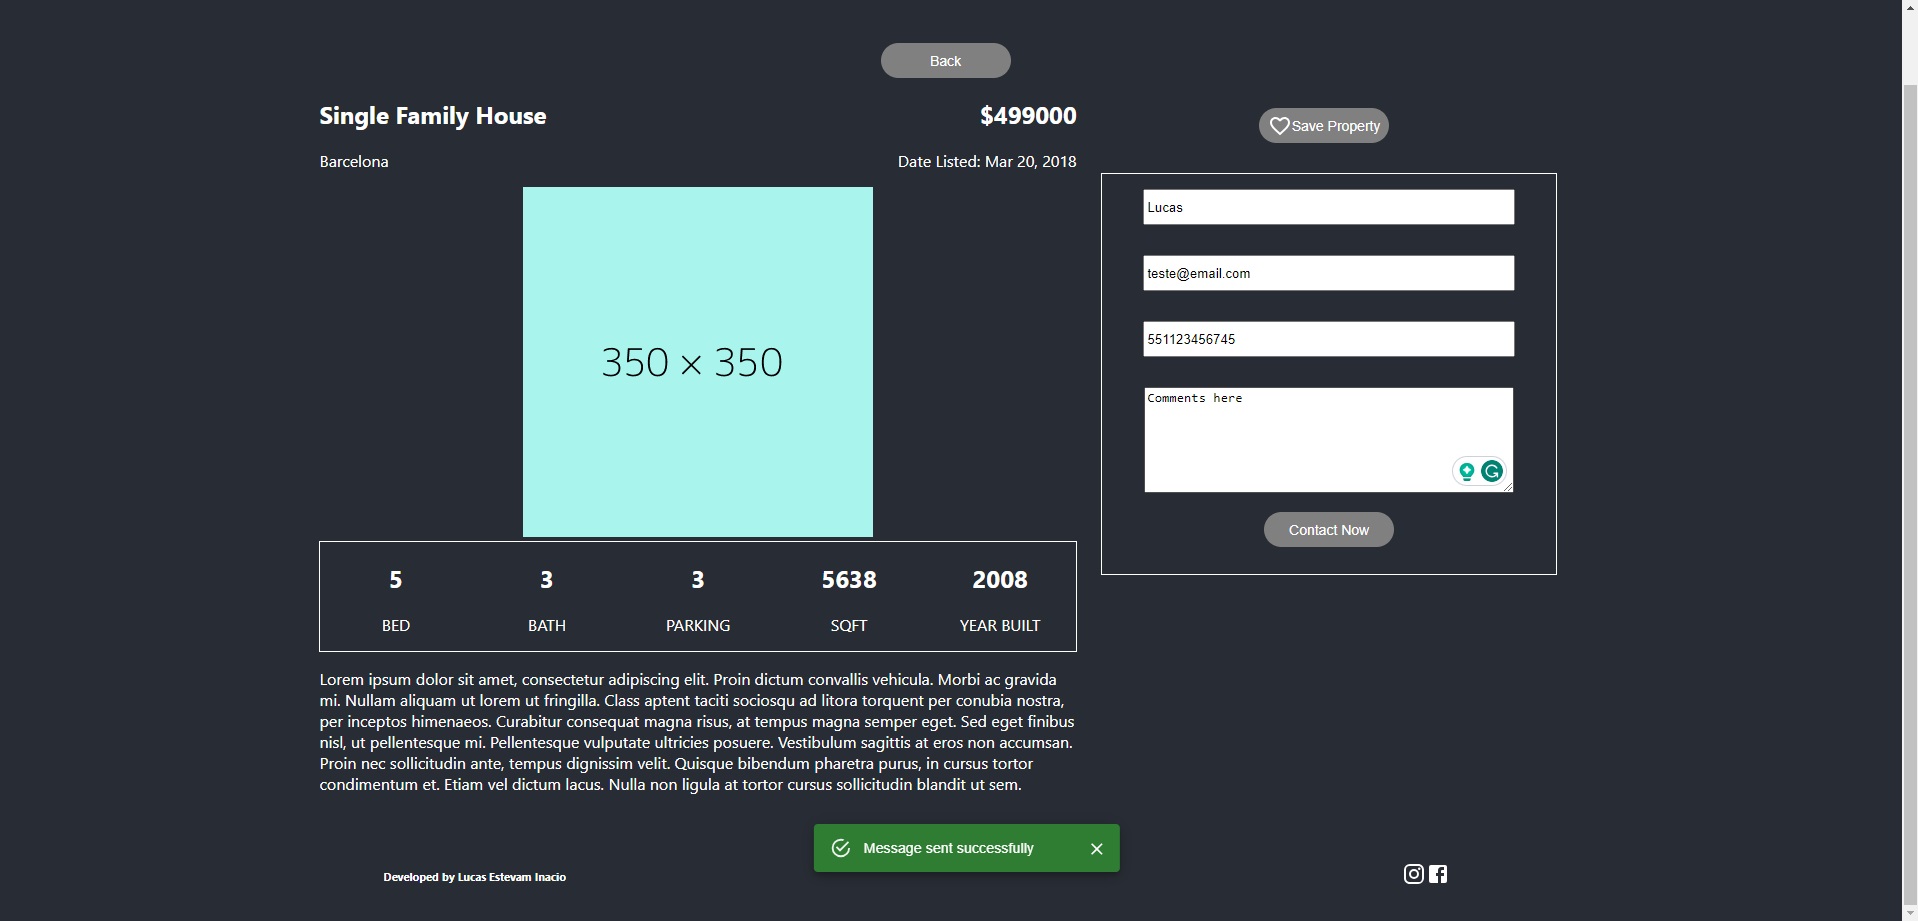 Back
Single Family House
$499000
Barcelona
Date Listed: Mar 20, 2018
350 × 350
5
3
3
5638
2008
BED
BATH
PARKING
SQFT
YEAR BUILT
Lorem ipsum dolor sit amet, consectetur adipiscing elit. Proin dictum convallis vehicula. Morbi ac gravida
mi. Nullam aliquam ut lorem ut fringilla. Class aptent taciti sociosqu ad litora torquent per conubia nostra,
per inceptos himenaeos. Curabitur consequat magna risus, at tempus magna semper eget. Sed eget finibus
nisl, ut pellentesque mi. Pellentesque vulputate ultricies posuere. Vestibulum sagittis at eros non accumsan.
Proin nec sollicitudin ante, tempus dignissim velit. Quisque bibendum pharetra purus, in cursus tortor
condimentum et. Etiam vel dictum lacus. Nulla non ligula at tortor cursus sollicitudin blandit ut sem.
Save Property
Lucas
teste@email.com
551123456745
Comments here
Contact Now
Message sent successfully
Developed by Lucas Estevam Inacio